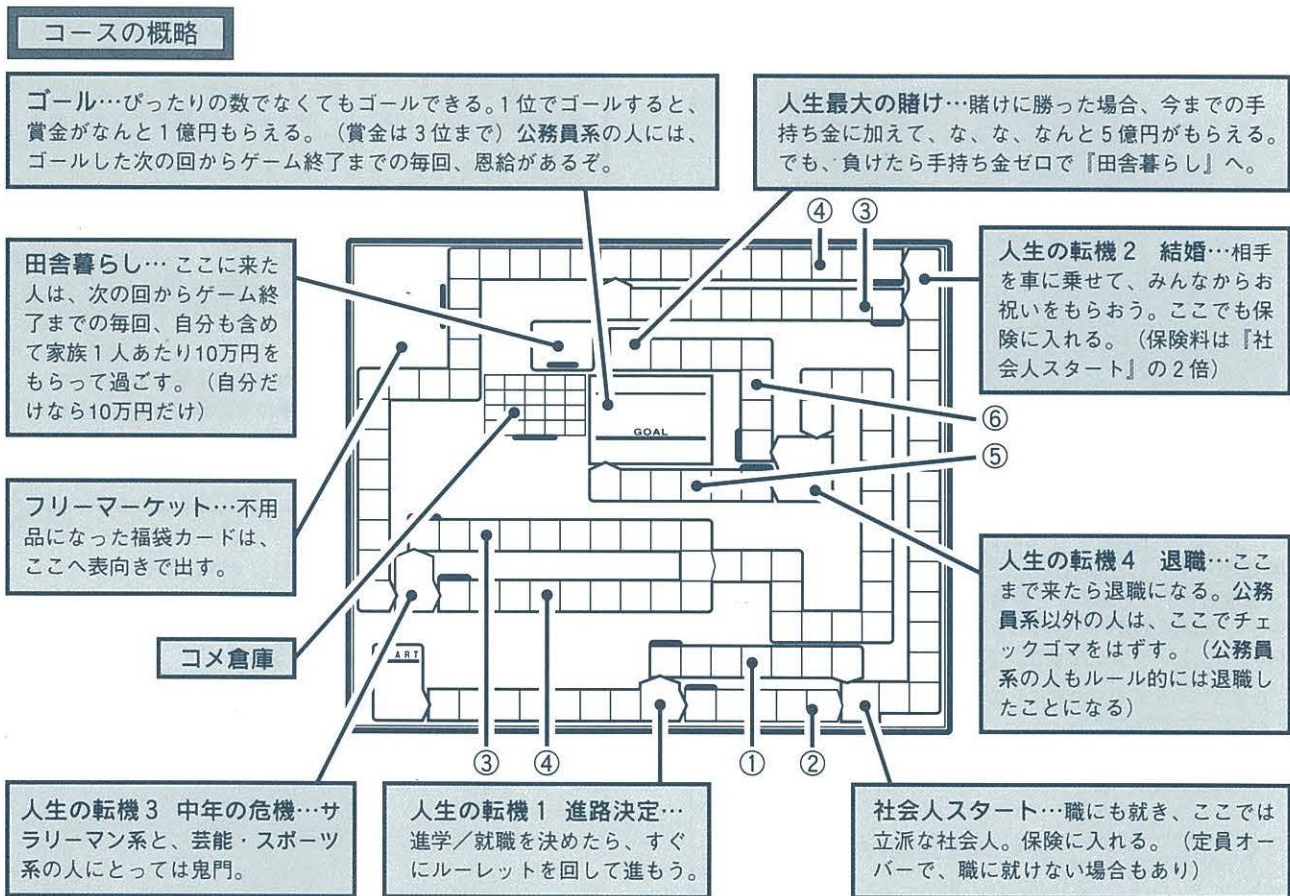 コースの概略
ゴール…ぴったりの数でなくてもゴールできる。1位でゴールすると、
賞金がなんと1億円もらえる。（賞金は3位まで）公務員系の人には、
ゴールした次の回からゲーム終了までの毎回、恩給があるぞ。
人生最大の賭け…賭けに勝った場合、今までの手
持ち金に加えて、な、な、なんと5億円がもらえる。
でも、負けたら手持ち金ゼロで『田舎暮らし』へ。
④
③
田舎暮らし… ここに来た
人は、次の回からゲーム終
了までの毎回、自分も含め
て家族1人あたり10万円を
もらって過ごす。（自分だ
けなら10万円だけ）
人生の転機2　結婚…相手
を車に乗せて、みんなからお
祝いをもらおう。ここでも保
険に入れる。（保険料は『社
会人スタート』の2倍）
⑥
GOAL
⑤
フリーマーケット…不用
品になった福袋カードは、
ここへ表向きで出す。
人生の転機4　退職…ここ
まで来たら退職になる。公務
員系以外の人は、ここでチェ
ックゴマをはずす。（公務員
系の人もルール的には退職し
たことになる）
コメ倉庫
ART
③
④
①
②
人生の転機3　中年の危機…サ
ラリーマン系と、芸能・スポーツ
系の人にとっては鬼門。
人生の転機1　進路決定…
進学／就職を決めたら、すぐ
にルーレットを回して進もう。
社会人スタート…職にも就き、ここでは
立派な社会人。保険に入れる。（定員オー
バーで、職に就けない場合もあり）